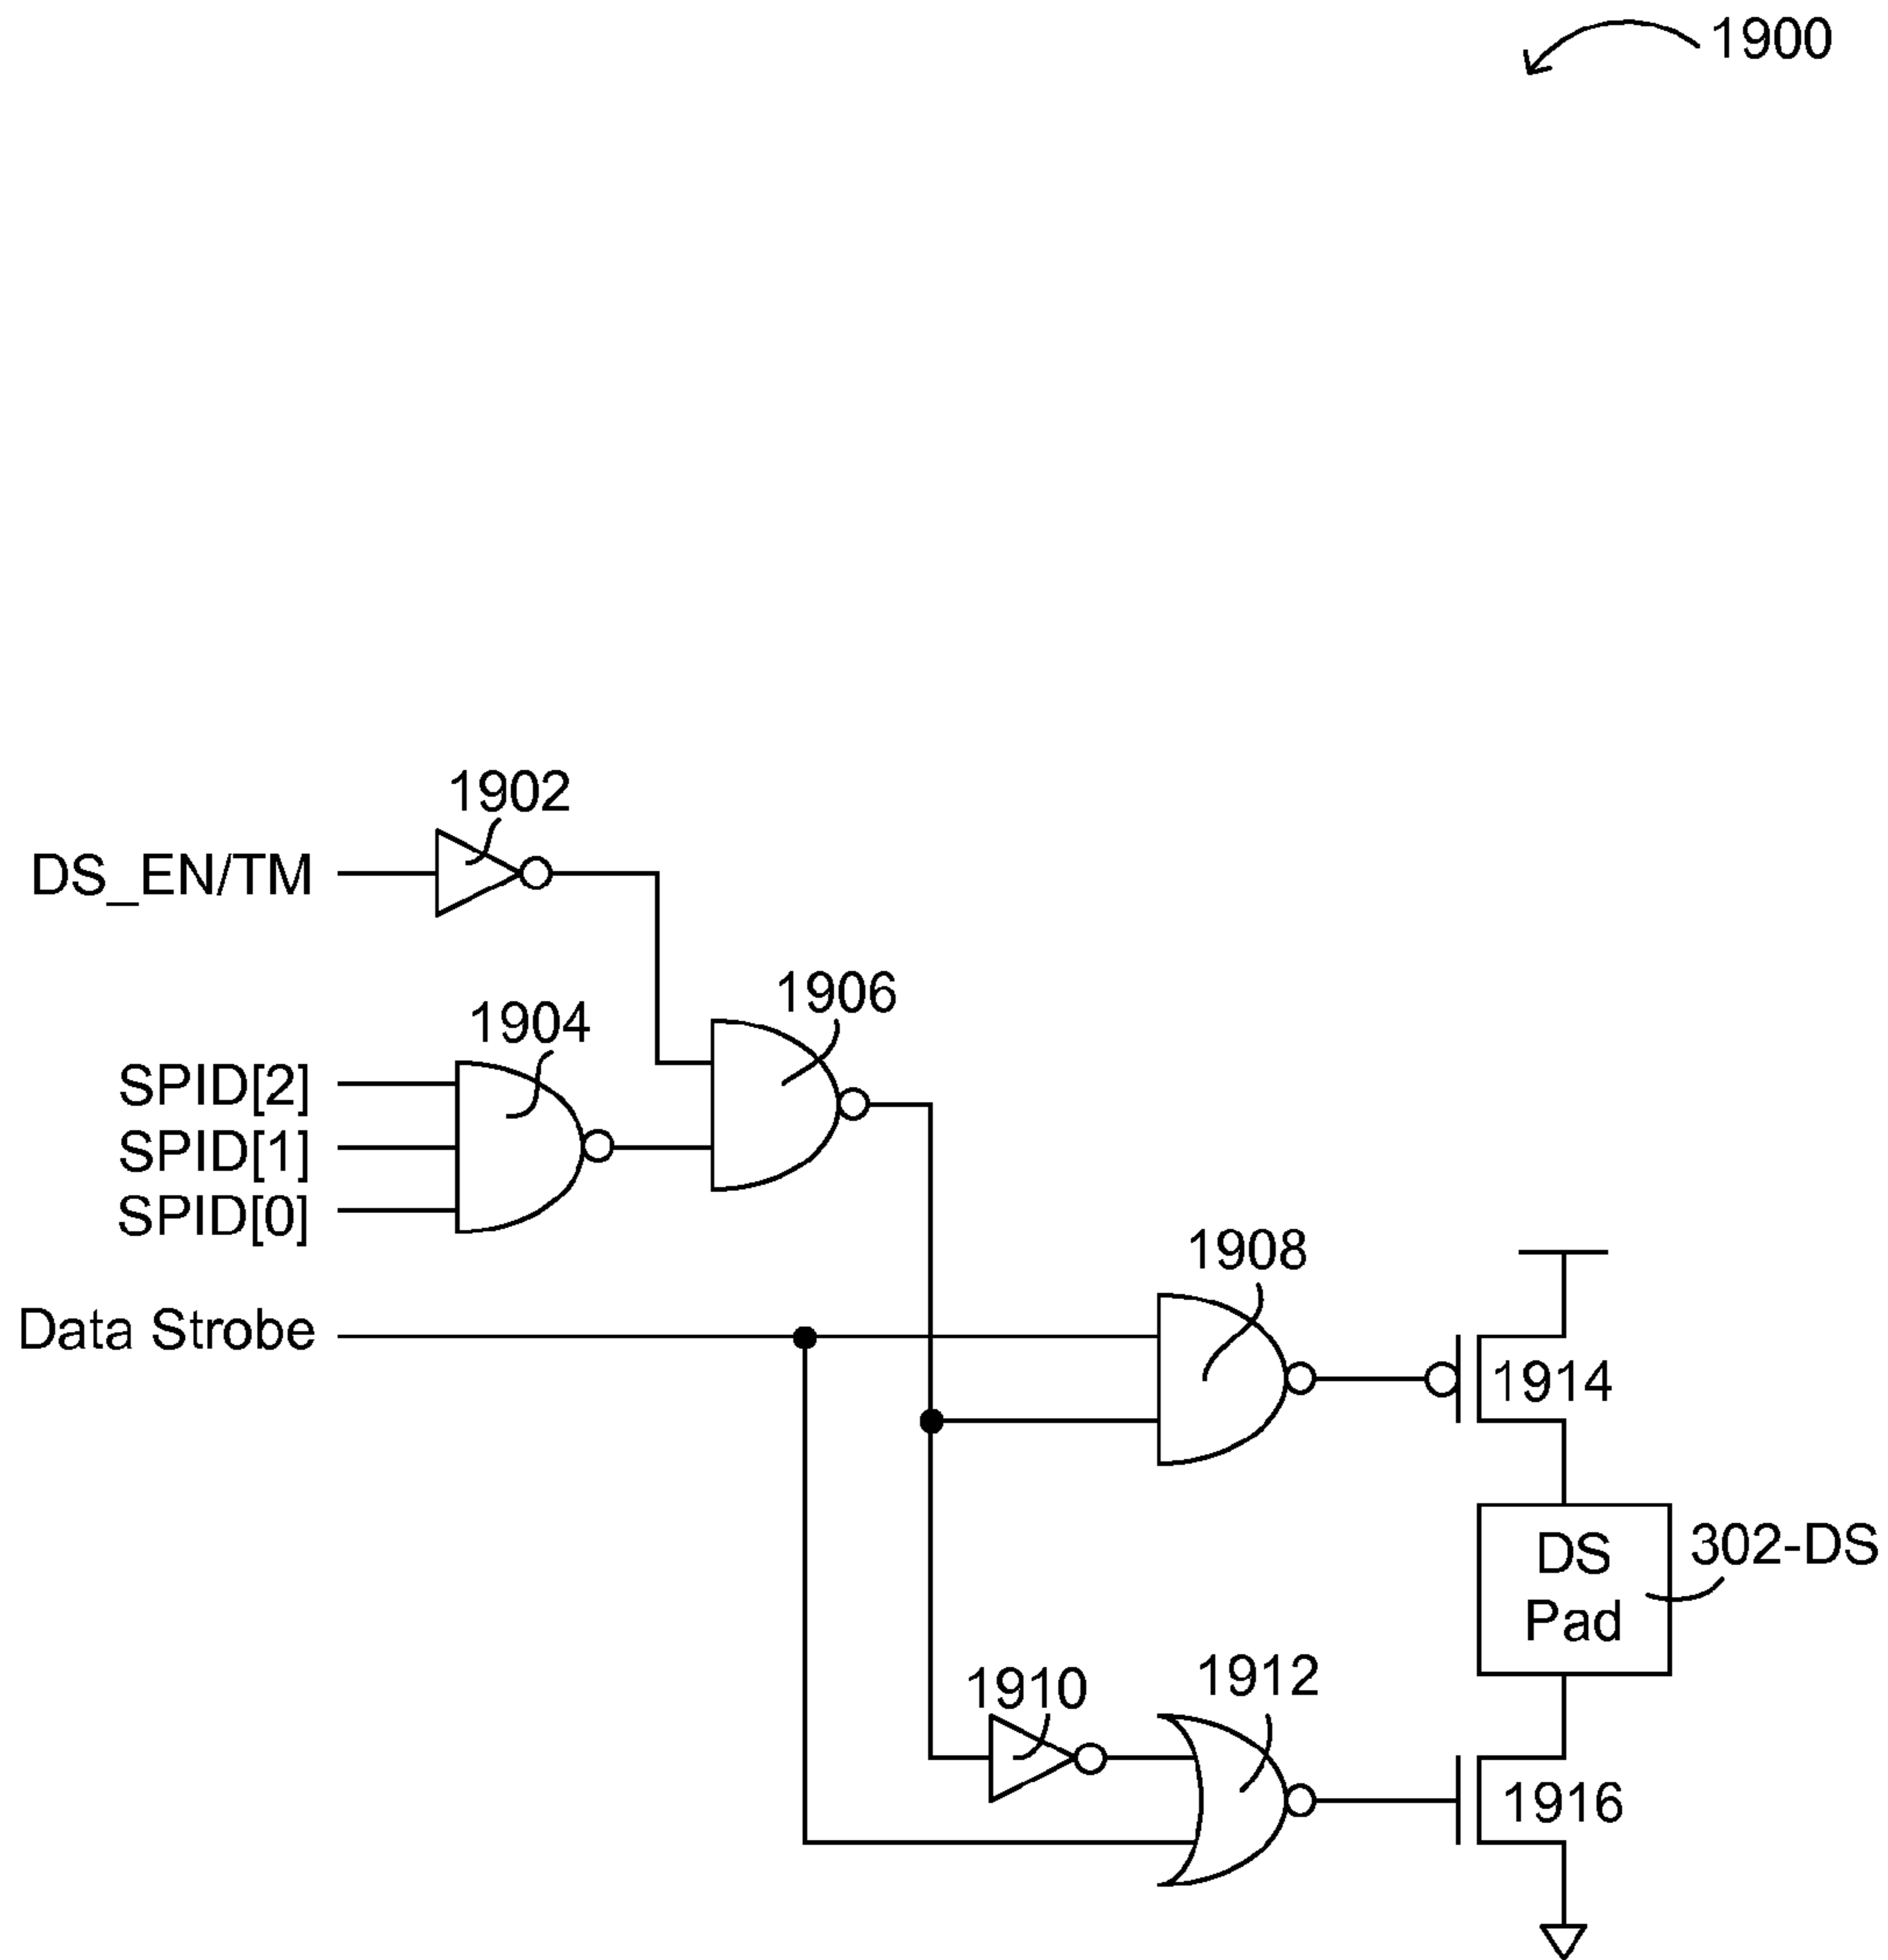 1900
1902
DS_EN/TM
1906
1904
SPID[2]
SPID[1]
SPID[0]
1908
Data Strobe
1914
DS
Pad
302-DS
1910
1912
1916